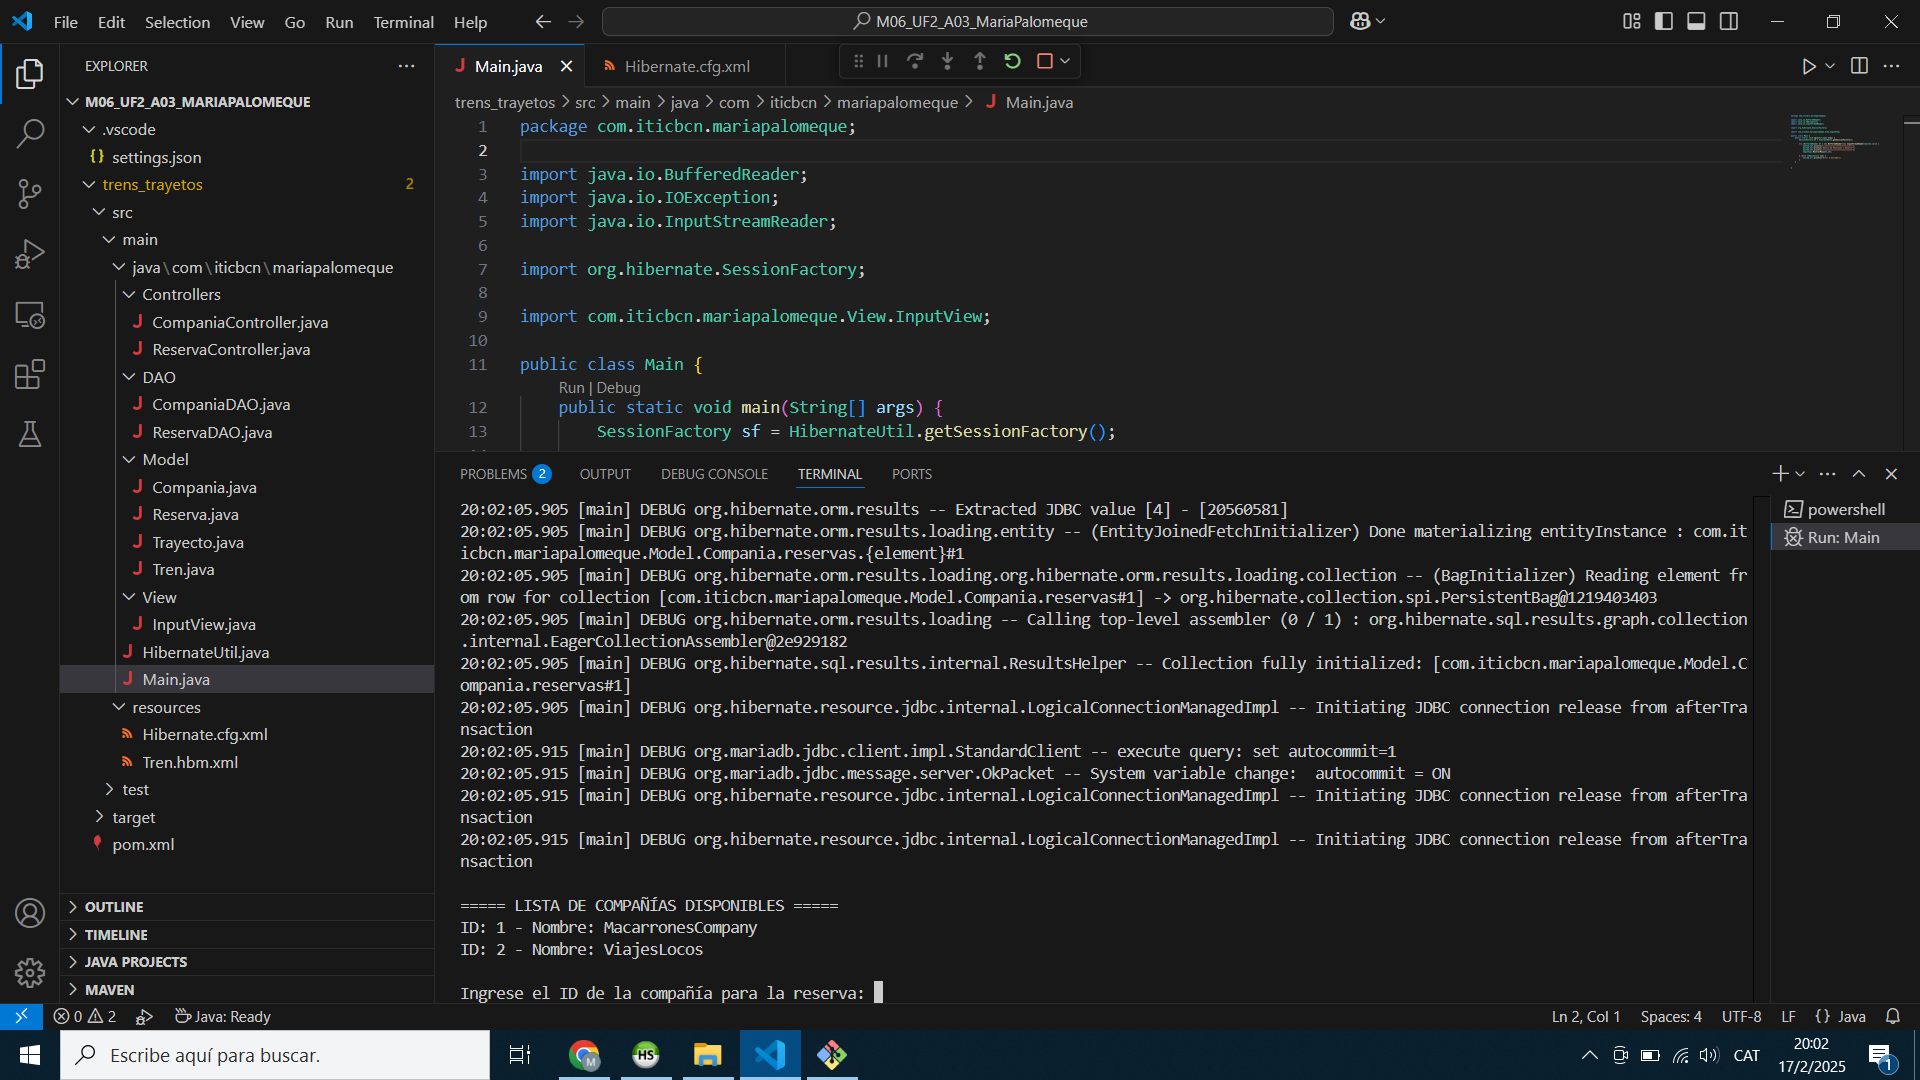 File Edit Selection View Go Run Terminal Help
M06_UF2_A03_MariaPalomeque
EXPLORER
M06_UF2_A03_MARIAPALOMEQUE
.vscode
{} settings.json
trens_trayetos 2
src
main
java\com\iticbcn\mariapalomeque
Controllers
J CompaniaController.java
J ReservaController.java
DAO
J CompaniaDAO.java
J ReservaDAO.java
Model
J Compania.java
J Reserva.java
J Trayecto.java
J Tren.java
View
J InputView.java
J HibernateUtil.java
J Main.java
resources
Hibernate.cfg.xml
Tren.hbm.xml
test
target
pom.xml
OUTLINE
TIMELINE
JAVA PROJECTS
MAVEN
J Main.java
Hibernate.cfg.xml
trens_trayetos > src > main > java > com > iticbcn > mariapalomeque > J Main.java
1 package com.iticbcn.mariapalomeque;
2
3 import java.io.BufferedReader;
4 import java.io.IOException;
5 import java.io.InputStreamReader;
6
7 import org.hibernate.SessionFactory;
8
9 import com.iticbcn.mariapalomeque.View.InputView;
10
11 public class Main {
Run | Debug
12 public static void main(String[] args) {
13 SessionFactory sf = HibernateUtil.getSessionFactory();
PROBLEMS 2 OUTPUT DEBUG CONSOLE TERMINAL PORTS
20:02:05.905 [main] DEBUG org.hibernate.orm.results -- Extracted JDBC value [4] - [20560581]
20:02:05.905 [main] DEBUG org.hibernate.orm.results.loading.entity -- (EntityJoinedFetchInitializer) Done materializing entityInstance : com.it
icbcn.mariapalomeque.Model.Compania.reservas.{element}#1
20:02:05.905 [main] DEBUG org.hibernate.orm.results.loading.org.hibernate.orm.results.loading.collection -- (BagInitializer) Reading element fr
om row for collection [com.iticbcn.mariapalomeque.Model.Compania.reservas#1] -> org.hibernate.collection.spi.PersistentBag@1219403403
20:02:05.905 [main] DEBUG org.hibernate.orm.results.loading -- Calling top-level assembler (0 / 1) : org.hibernate.sql.results.graph.collection
.internal.EagerCollectionAssembler@2e929182
20:02:05.905 [main] DEBUG org.hibernate.sql.results.internal.ResultsHelper -- Collection fully initialized: [com.iticbcn.mariapalomeque.Model.C
ompania.reservas#1]
20:02:05.905 [main] DEBUG org.hibernate.resource.jdbc.internal.LogicalConnectionManagedImpl -- Initiating JDBC connection release from afterTra
nsaction
20:02:05.915 [main] DEBUG org.mariadb.jdbc.client.impl.StandardClient -- execute query: set autocommit=1
20:02:05.915 [main] DEBUG org.mariadb.jdbc.message.server.OkPacket -- System variable change:  autocommit = ON
20:02:05.915 [main] DEBUG org.hibernate.resource.jdbc.internal.LogicalConnectionManagedImpl -- Initiating JDBC connection release from afterTra
nsaction
20:02:05.915 [main] DEBUG org.hibernate.resource.jdbc.internal.LogicalConnectionManagedImpl -- Initiating JDBC connection release from afterTra
nsaction
===== LISTA DE COMPAÑÍAS DISPONIBLES =====
ID: 1 - Nombre: MacarronesCompany
ID: 2 - Nombre: ViajesLocos
Ingrese el ID de la compañía para la reserva:
powershell
Run: Main
0 2 Java: Ready
Ln 2, Col 1 Spaces: 4 UTF-8 LF {} Java
Escribe aquí para buscar.
M
HS
CAT
20:02
17/2/2025
1